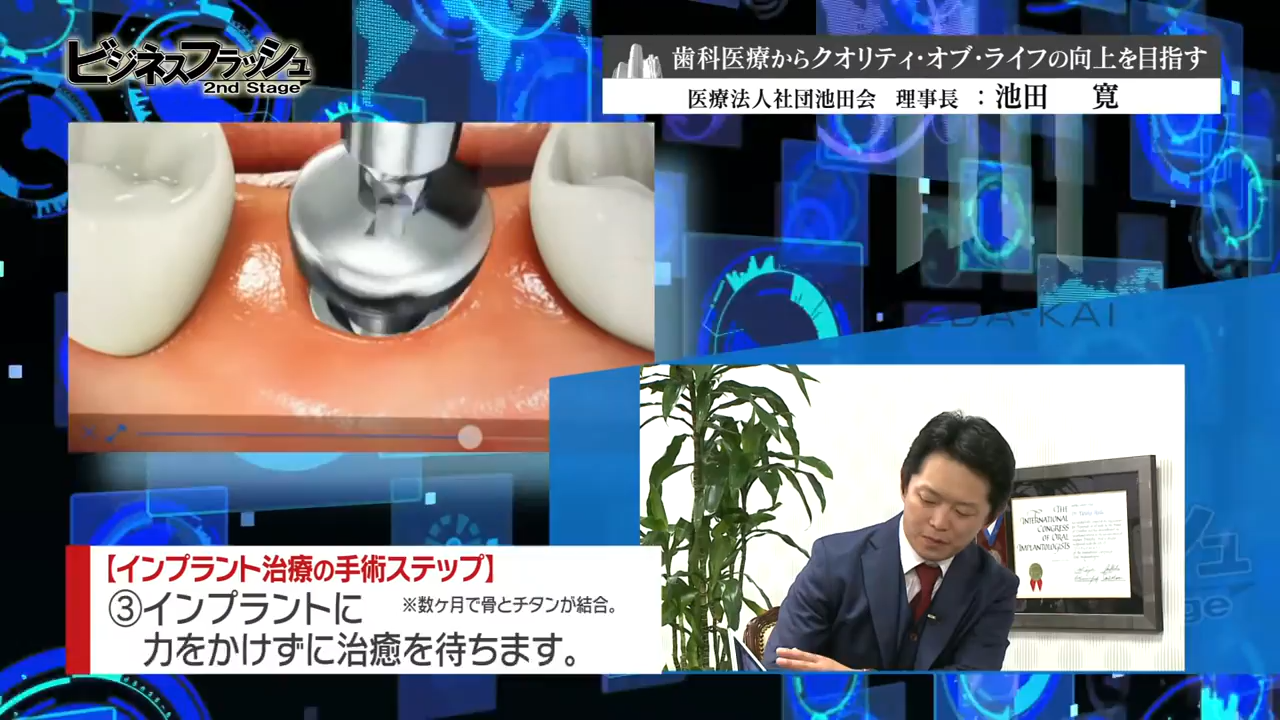 ビジネスフラッシュ
2nd Stage
歯科医療からクオリティ・オブ・ライフの向上を目指す
医療法人社団池田会 理事長 : 池田 寛
EDA-KAI
THE
INTERNATIONAL
CONGRESS
OF ORAL
IMPLANTOLOGISTS
【インプラント治療の手術ステップ】
③インプラントに ※数ヶ月で骨とチタンが結合。
力をかけずに治癒を待ちます。